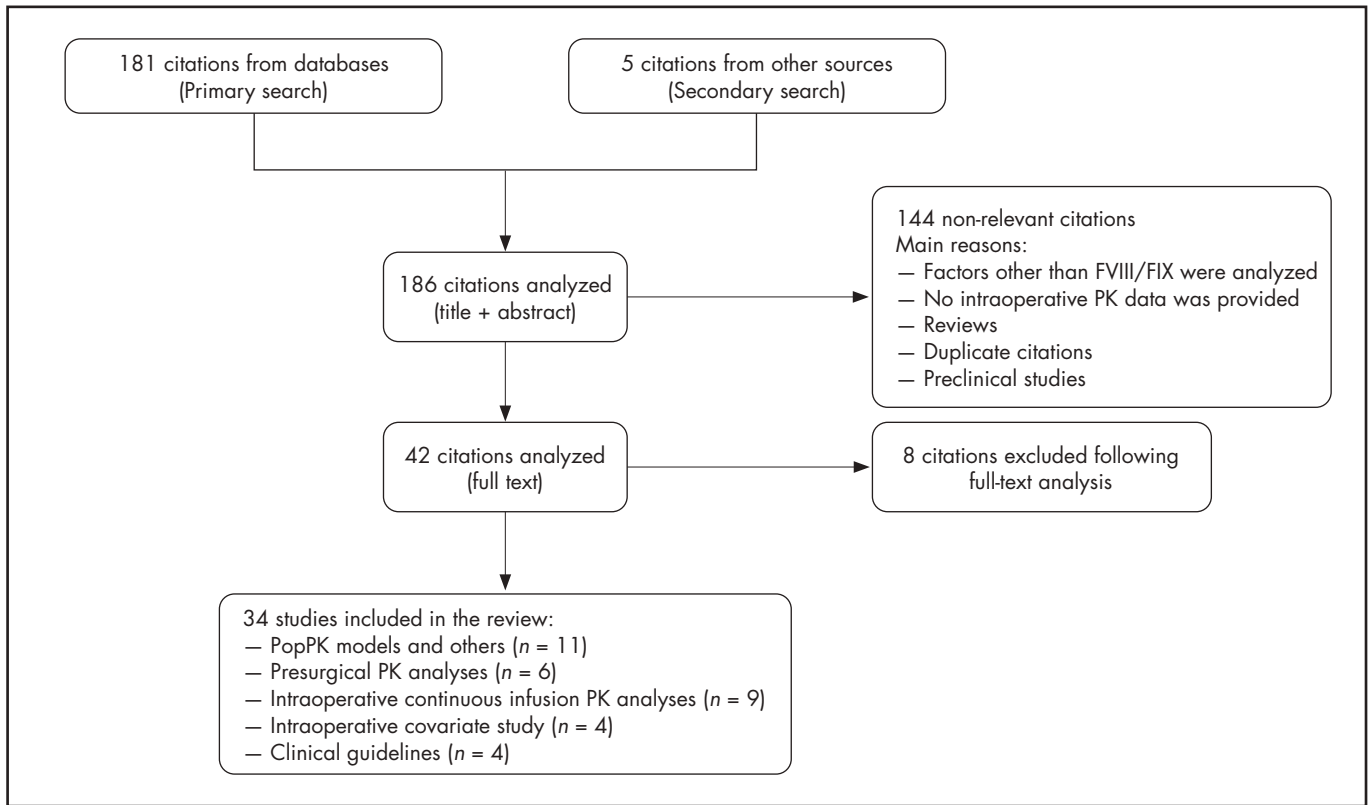 181 citations from databases
(Primary search)
5 citations from other sources
(Secondary search)
186 citations analyzed
(title + abstract)
144 non-relevant citations
Main reasons:
— Factors other than FVIII/FIX were analyzed
— No intraoperative PK data was provided
— Reviews
— Duplicate citations
— Preclinical studies
42 citations analyzed
(full text)
8 citations excluded following
full-text analysis
34 studies included in the review:
— PopPK models and others (n = 11)
— Presurgical PK analyses (n = 6)
— Intraoperative continuous infusion PK analyses (n = 9)
— Intraoperative covariate study (n = 4)
— Clinical guidelines (n = 4)